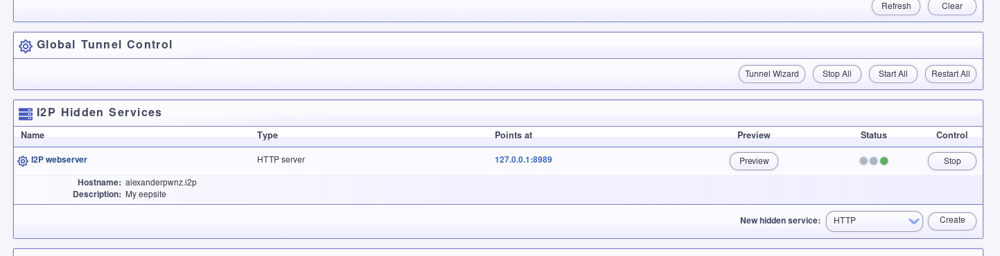 Refresh Clear
Global Tunnel Control
Tunnel Wizard Stop All Start All Restart All
I2P Hidden Services
Name Type Points at Preview Status Control
I2P webserver HTTP server 127.0.0.1:8989 Preview Stop
Hostname: alexanderpwnz.i2p
Description: My eepsite
New hidden service: HTTP Create